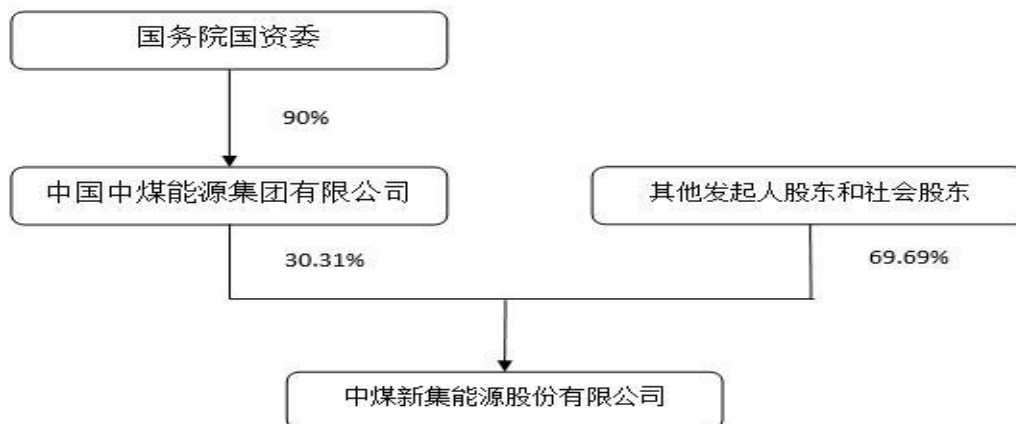 国务院国资委
90%
中国中煤能源集团有限公司
其他发起人股东和社会股东
30.31%
69.69%
中煤新集能源股份有限公司